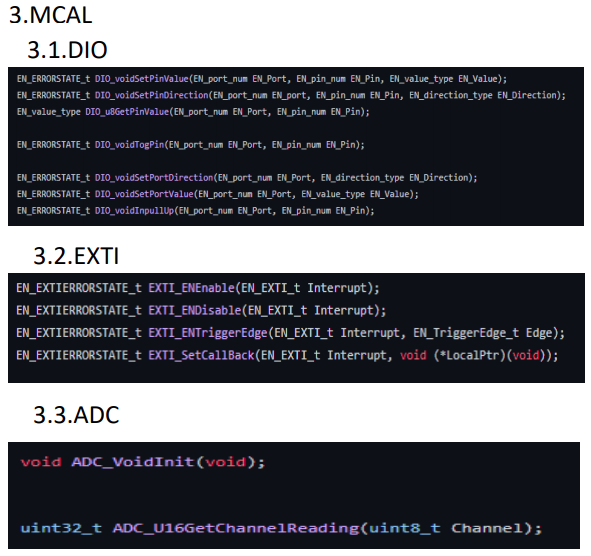 3.MCAL
3.1.DIO
EN_ERRORSTATE_t DIO_voidSetPinValue(EN_port_num EN_Port, EN_pin_num EN_Pin, EN_value_type EN_Value);
EN_ERRORSTATE_t DIO_voidSetPinDirection(EN_port_num EN_port, EN_pin_num EN_Pin, EN_direction_type EN_Direction);
EN_value_type DIO_u8GetPinValue(EN_port_num EN_Port, EN_pin_num EN_Pin);
EN_ERRORSTATE_t DIO_voidTogPin(EN_port_num EN_Port, EN_pin_num EN_Pin);
EN_ERRORSTATE_t DIO_voidSetPortDirection(EN_port_num EN_Port, EN_direction_type EN_Direction);
EN_ERRORSTATE_t DIO_voidSetPortValue(EN_port_num EN_Port, EN_value_type EN_Value);
EN_ERRORSTATE_t DIO_voidInpullUp(EN_port_num EN_Port, EN_pin_num EN_Pin);
3.2.EXTI
EN_EXTIERRORSTATE_t EXTI_ENEnable(EN_EXTI_t Interrupt);
EN_EXTIERRORSTATE_t EXTI_ENDisable(EN_EXTI_t Interrupt);
EN_EXTIERRORSTATE_t EXTI_ENTriggerEdge(EN_EXTI_t Interrupt, EN_TriggerEdge_t Edge);
EN_EXTIERRORSTATE_t EXTI_SetCallBack(EN_EXTI_t Interrupt, void (*LocalPtr)(void));
3.3.ADC
void ADC_VoidInit(void);
uint32_t ADC_U16GetChannelReading(uint8_t Channel);